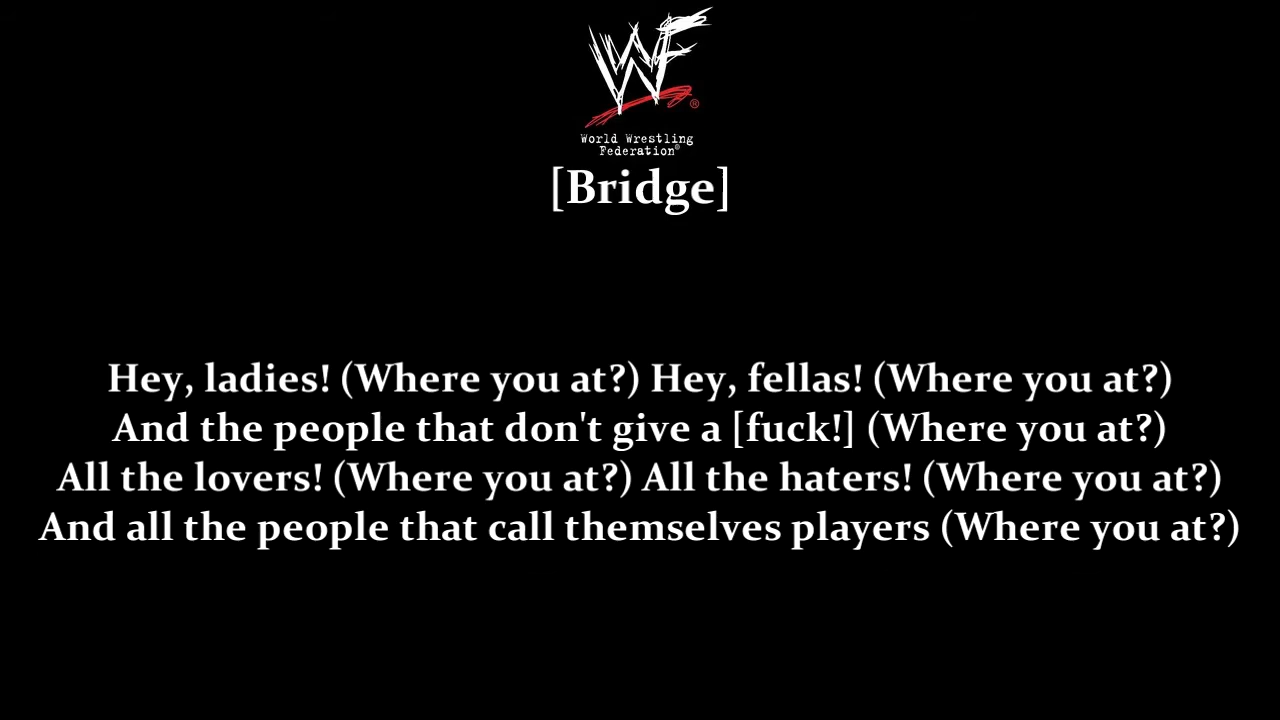 WF
®
World Wrestling
Federation®
[Bridge]
Hey, ladies! (Where you at?) Hey, fellas! (Where you at?)
And the people that don't give a [fuck!] (Where you at?)
All the lovers! (Where you at?) All the haters! (Where you at?)
And all the people that call themselves players (Where you at?)